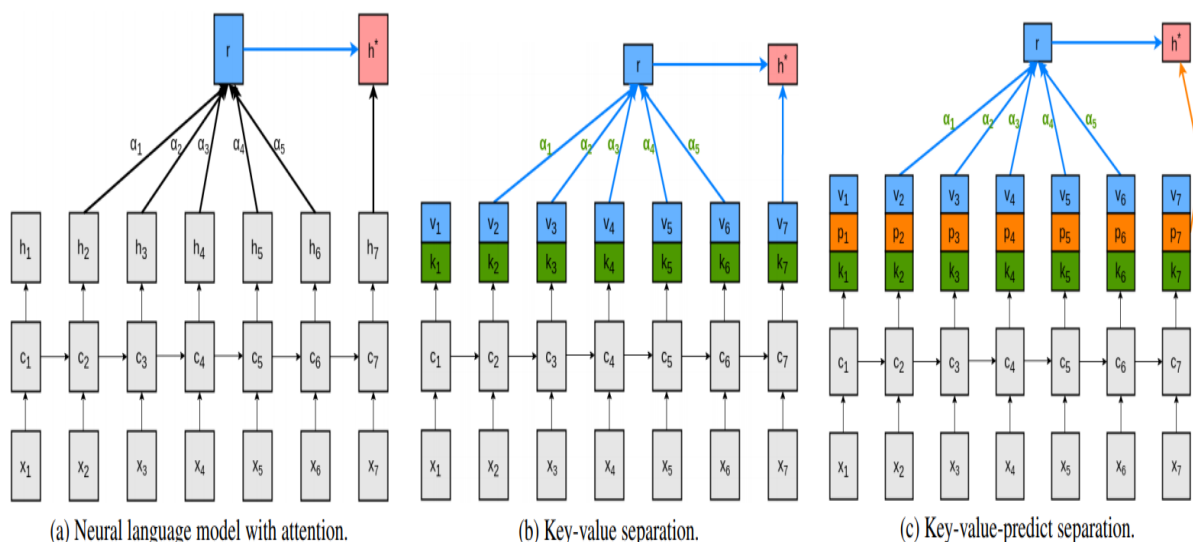 r h*
α1 α2 α3 α4 α5
h1 h2 h3 h4 h5 h6 h7
c1 c2 c3 c4 c5 c6 c7
x1 x2 x3 x4 x5 x6 x7
(a) Neural language model with attention.
r h*
α1 α2 α3 α4 α5
v1 v2 v3 v4 v5 v6 v7
k1 k2 k3 k4 k5 k6 k7
c1 c2 c3 c4 c5 c6 c7
x1 x2 x3 x4 x5 x6 x7
(b) Key-value separation.
r h*
α1 α2 α3 α4 α5
v1 v2 v3 v4 v5 v6 v7
p1 p2 p3 p4 p5 p6 p7
k1 k2 k3 k4 k5 k6 k7
c1 c2 c3 c4 c5 c6 c7
x1 x2 x3 x4 x5 x6 x7
(c) Key-value-predict separation.